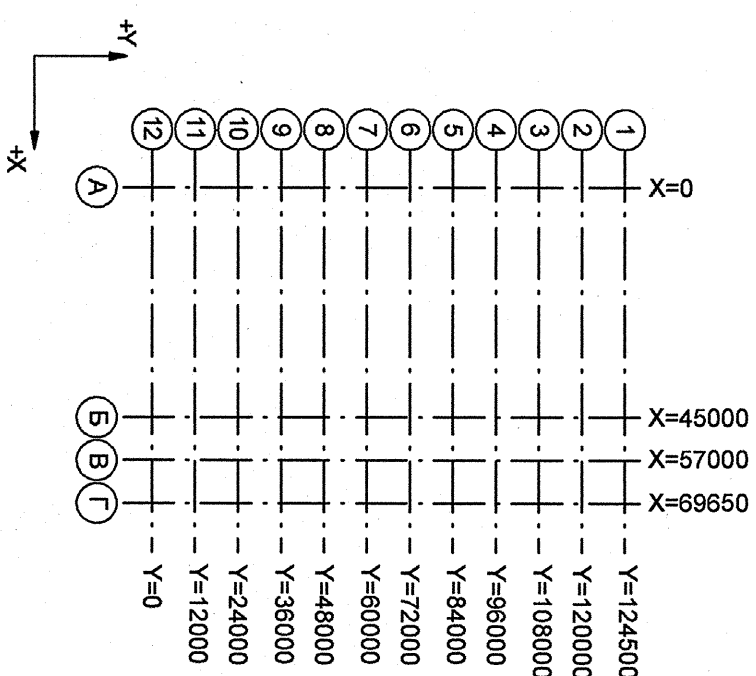 +Y
+X
12 11 10 9 8 7 6 5 4 3 2 1
А X=0
Б X=45000
В X=57000
Г X=69650
Y=0
Y=12000
Y=24000
Y=36000
Y=48000
Y=60000
Y=72000
Y=84000
Y=96000
Y=108000
Y=120000
Y=124500